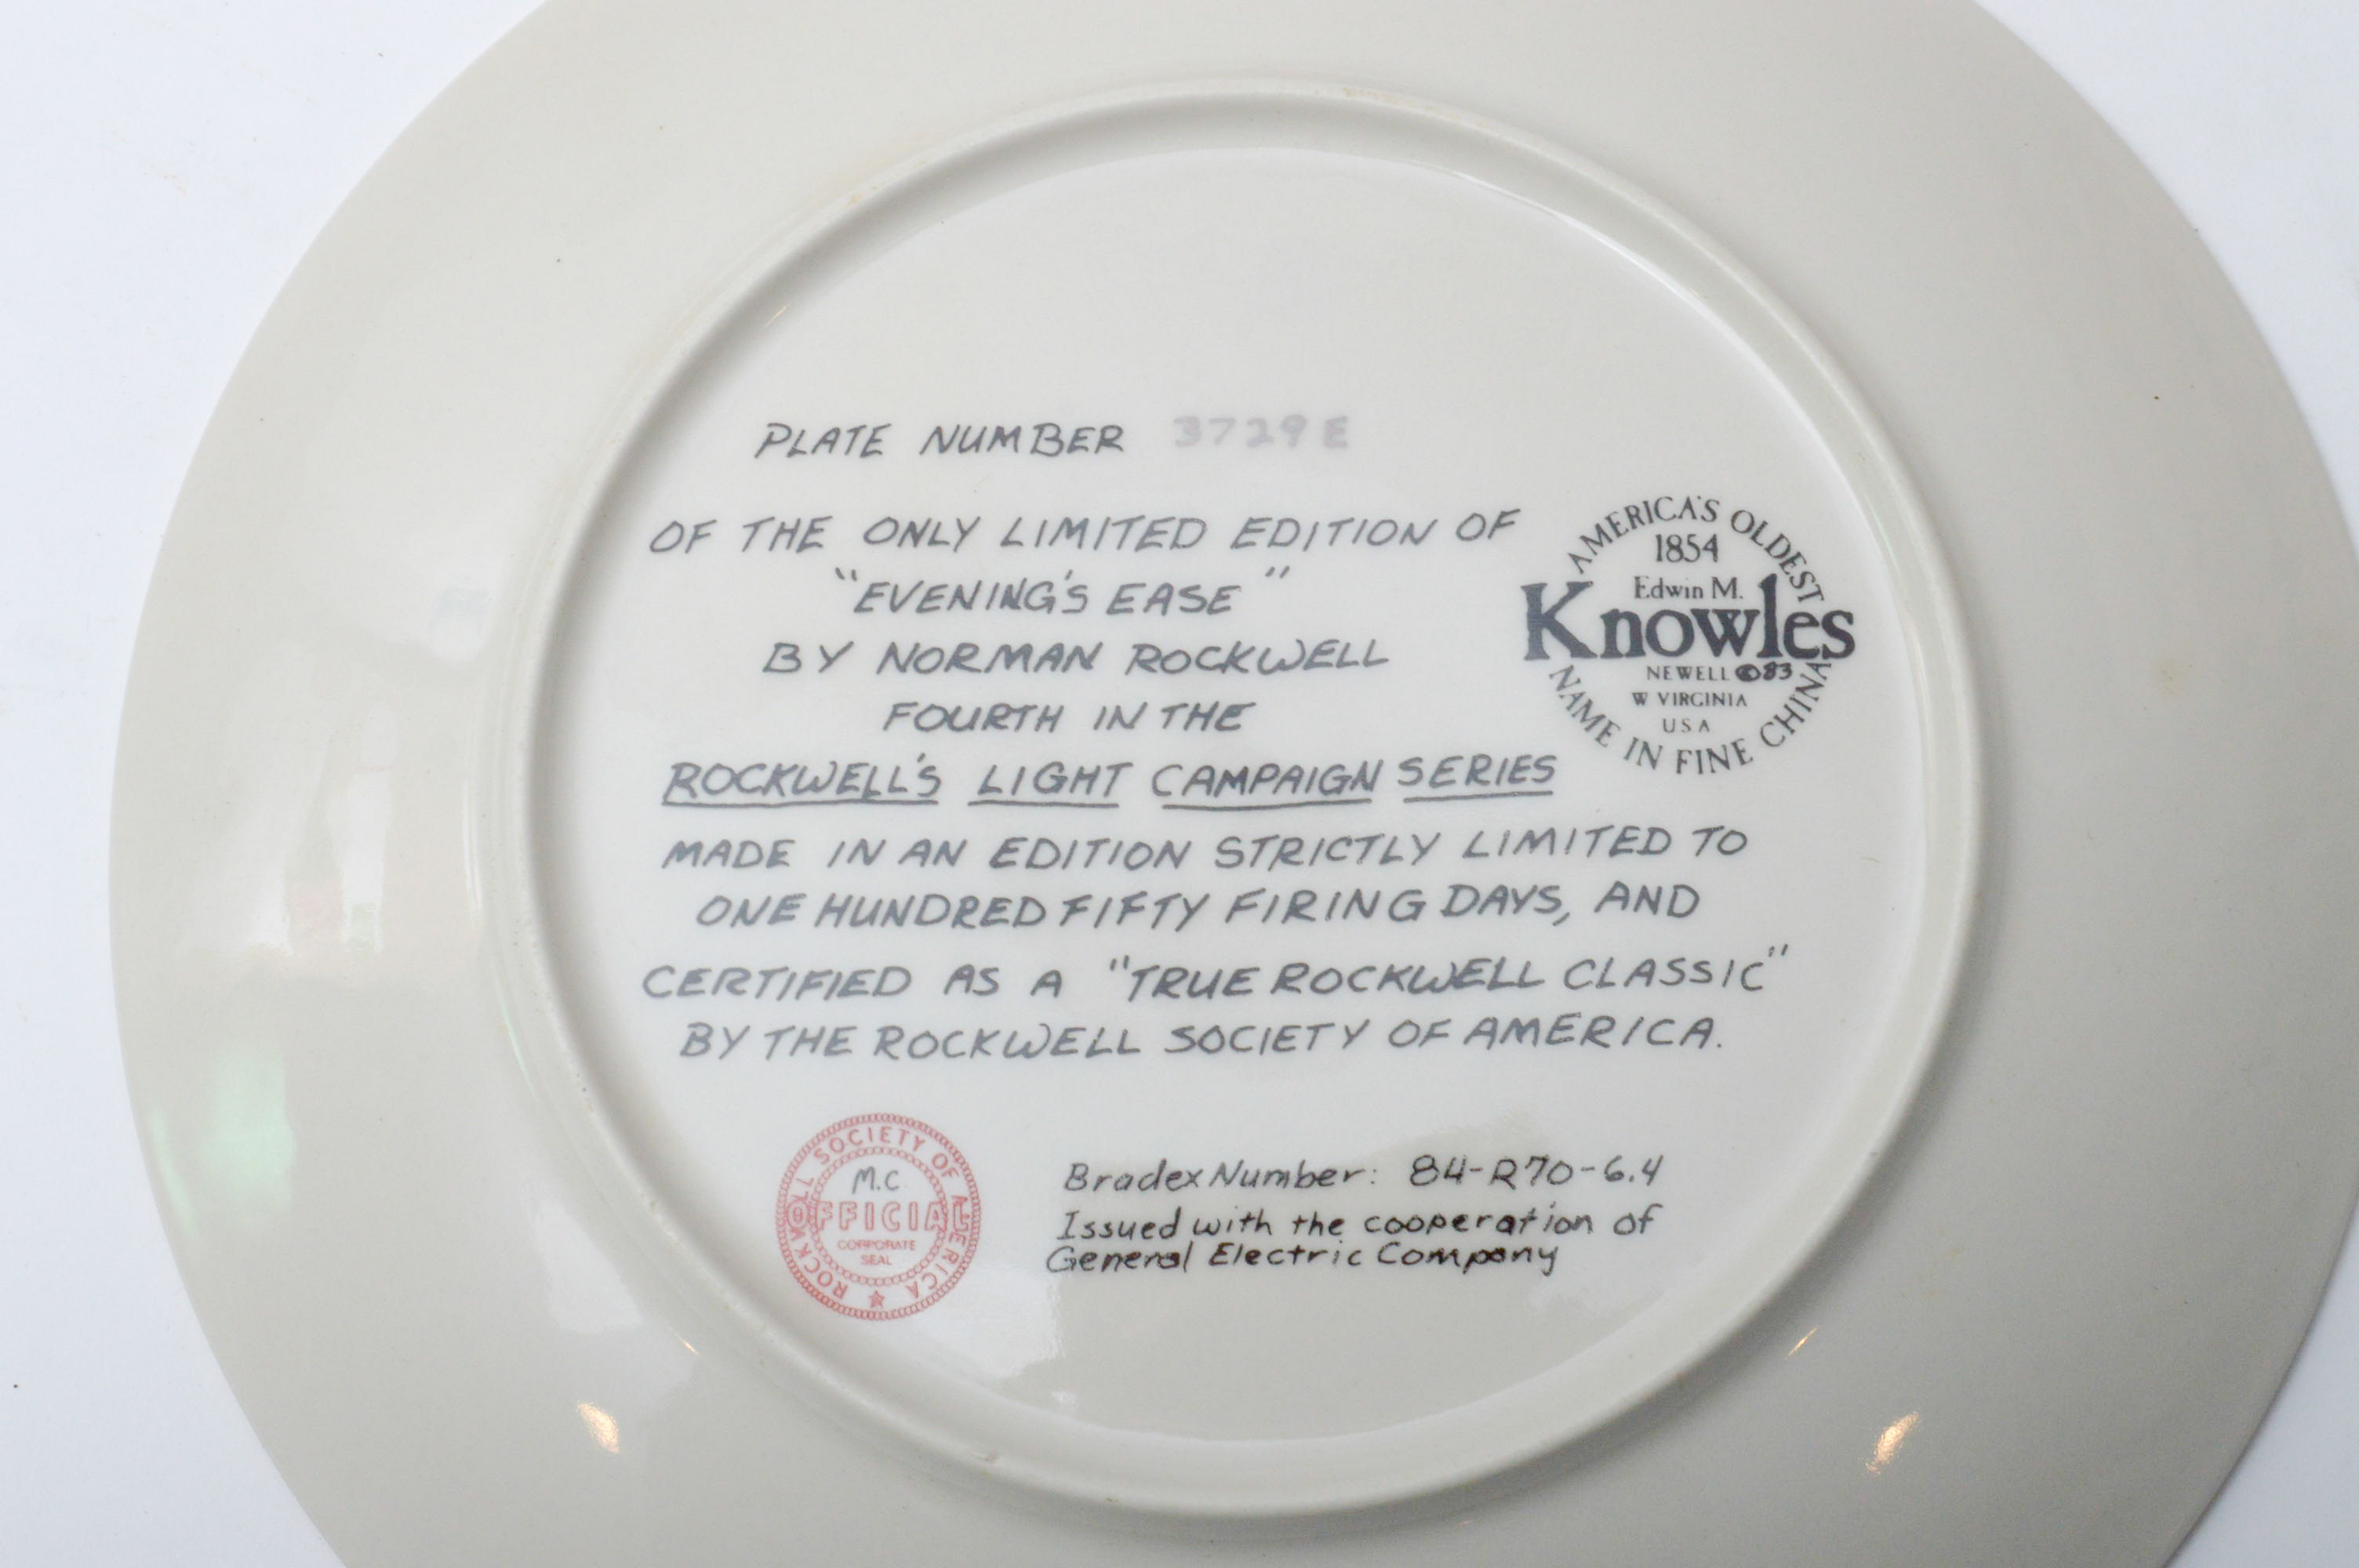 PLATE NUMBER 3729E
OF THE ONLY LIMITED EDITION OF
"EVENING'S EASE"
BY NORMAN ROCKWELL
FOURTH IN THE
ROCKWELL'S LIGHT CAMPAIGN SERIES
MADE IN AN EDITION STRICTLY LIMITED TO
ONE HUNDRED FIFTY FIRING DAYS, AND
CERTIFIED AS A "TRUE ROCKWELL CLASSIC"
BY THE ROCKWELL SOCIETY OF AMERICA.
AMERICA'S OLDEST
1854
Edwin M.
Knowles
NEWELL ©83
W VIRGINIA
USA
NAME IN FINE CHINA
ROCKWELL SOCIETY OF AMERICA
M.C.
OFFICIAL
CORPORATE
SEAL
Bradex Number: 84-R70-6.4
Issued with the cooperation of
General Electric Company